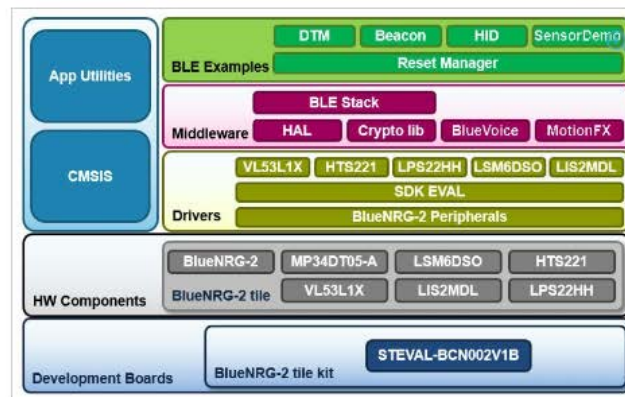 App Utilities
CMSIS
DTM Beacon HID SensorDemo
Reset Manager
BLE Examples
BLE Stack
HAL Crypto lib BlueVoice MotionFX
Middleware
VL53L1X HTS221 LPS22HH LSM6DSO LIS2MDL
SDK EVAL
BlueNRG-2 Peripherals
Drivers
BlueNRG-2 MP34DT05-A LSM6DSO HTS221
VL53L1X LIS2MDL LPS22HH
BlueNRG-2 tile
HW Components
STEVAL-BCN002V1B
BlueNRG-2 tile kit
Development Boards